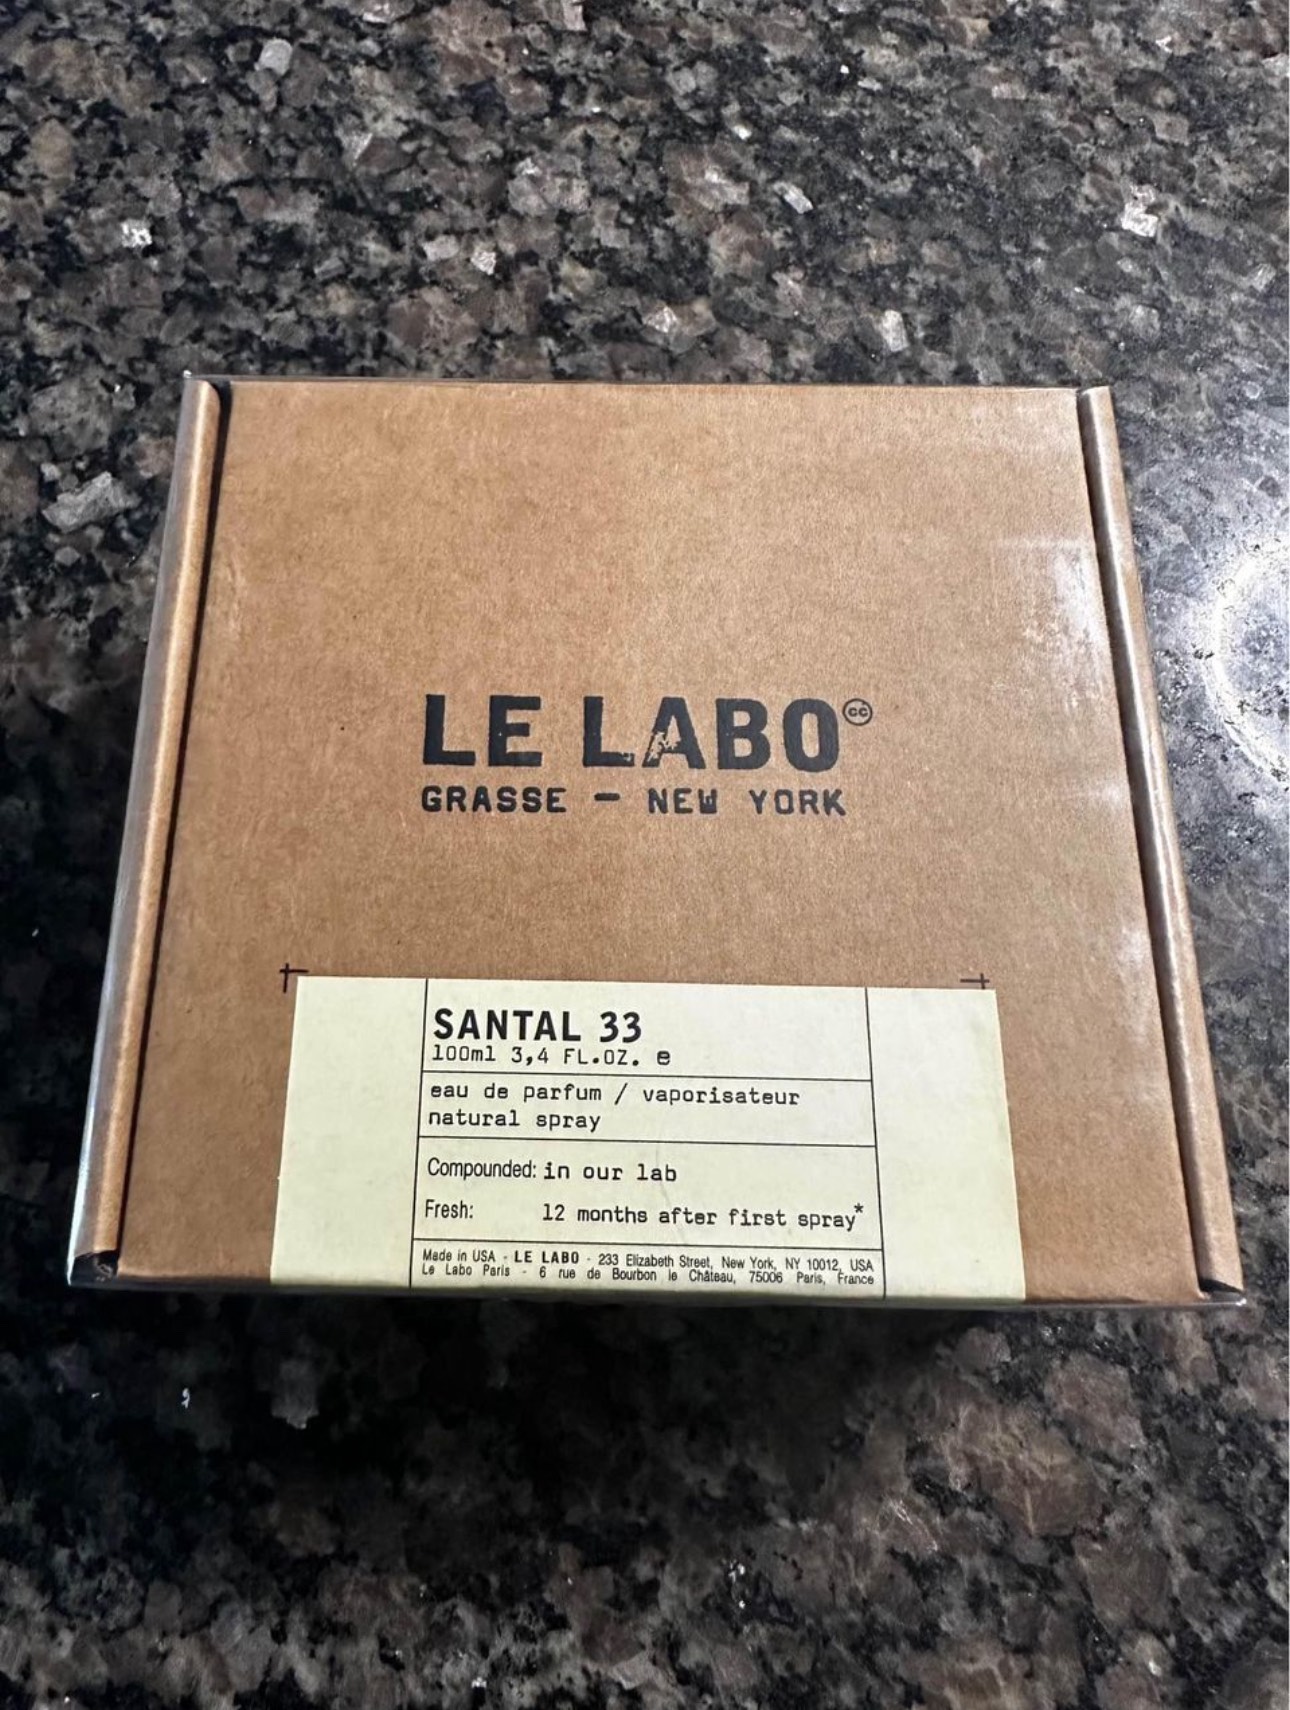 LE LABO㏄
GRASSE - NEW YORK
SANTAL 33
100ml 3,4 FL.OZ. e
eau de parfum / vaporisateur
natural spray
Compounded: in our lab
Fresh: 12 months after first spray*
Made in USA - LE LABO - 233 Elizabeth Street, New York, NY 10012, USA
Le Labo Paris - 6 rue de Bourbon le Château, 75006 Paris, France